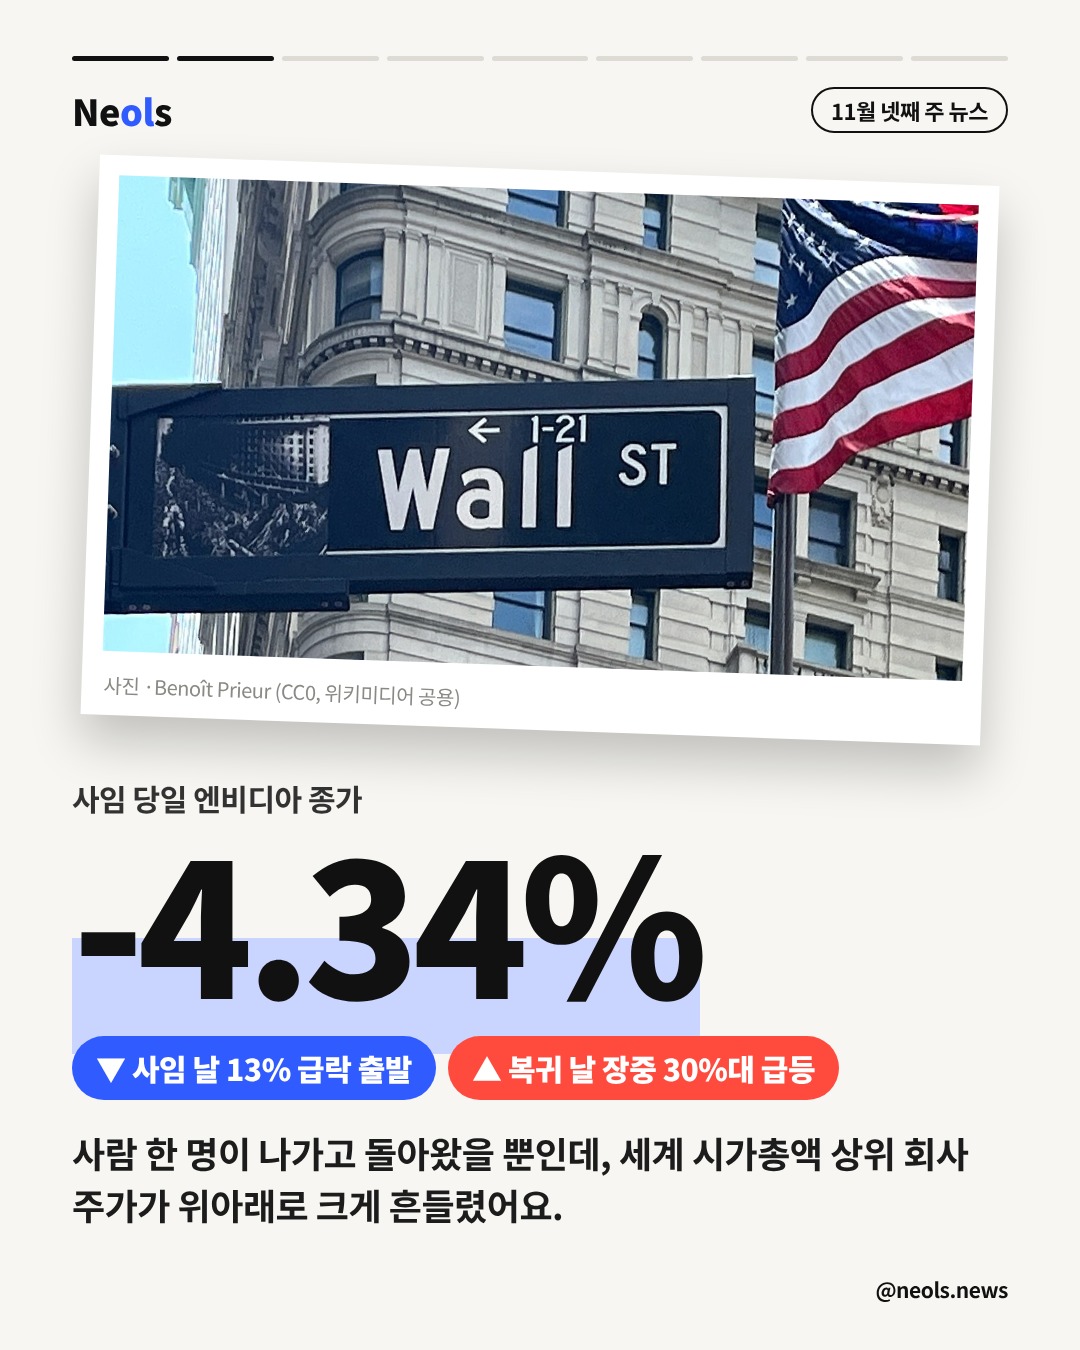 Neols
11월 넷째 주 뉴스
← 1-21
Wall ST
사진 · Benoît Prieur (CC0, 위키미디어 공용)
사임 당일 엔비디아 종가
-4.34%
▼ 사임 날 13% 급락 출발
▲ 복귀 날 장중 30%대 급등
사람 한 명이 나가고 돌아왔을 뿐인데, 세계 시가총액 상위 회사
주가가 위아래로 크게 흔들렸어요.
@neols.news